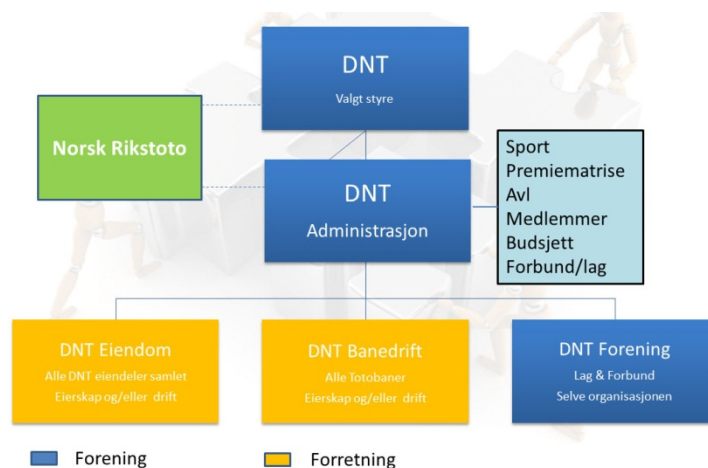 DNT
Valgt styre
Norsk Rikstoto
DNT
Administrasjon
Sport
Premiematrise
Avl
Medlemmer
Budsjett
Forbund/lag
DNT Eiendom
Alle DNT eiendeler samlet
Eierskap og/eller drift
DNT Banedrift
Alle Totobaner
Eierskap og/eller drift
DNT Forening
Lag & Forbund
Selve organisasjonen
Forening
Forretning